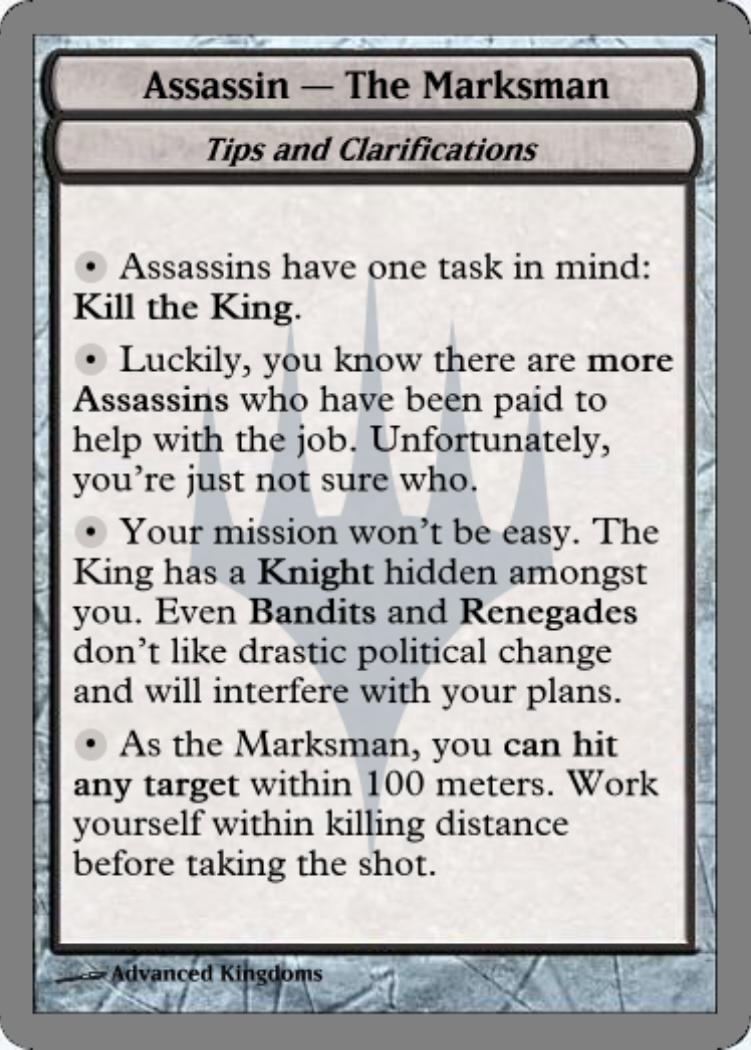 Assassin — The Marksman
Tips and Clarifications
• Assassins have one task in mind:
Kill the King.
• Luckily, you know there are more
Assassins who have been paid to
help with the job. Unfortunately,
you're just not sure who.
• Your mission won't be easy. The
King has a Knight hidden amongst
you. Even Bandits and Renegades
don't like drastic political change
and will interfere with your plans.
• As the Marksman, you can hit
any target within 100 meters. Work
yourself within killing distance
before taking the shot.
Advanced Kingdoms